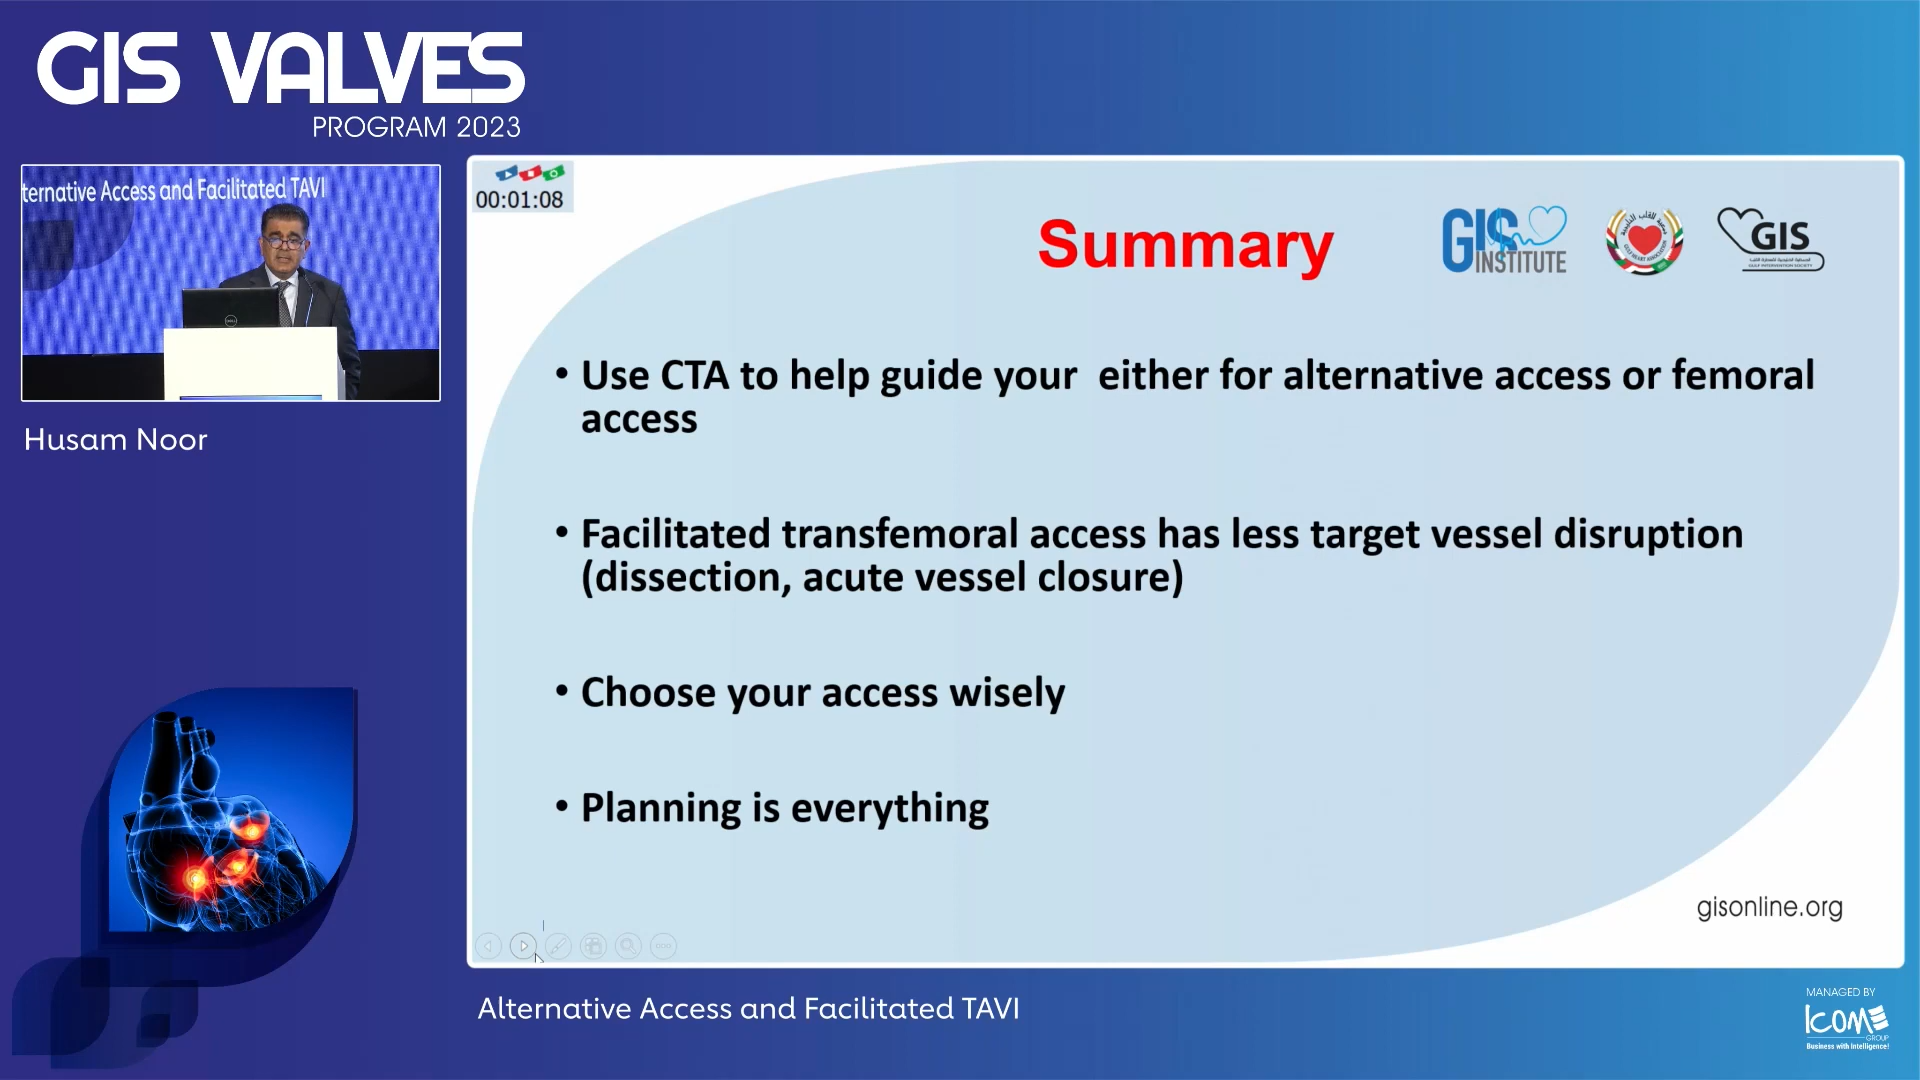 GIS VALVES
PROGRAM 2023
ternative Access and Facilitated TAVI
Husam Noor
00:01:08
Summary
GIS
INSTITUTE
GIS
• Use CTA to help guide your  either for alternative access or femoral
access
• Facilitated transfemoral access has less target vessel disruption
(dissection, acute vessel closure)
• Choose your access wisely
• Planning is everything
gisonline.org
Alternative Access and Facilitated TAVI
MANAGED BY
ICOM
GROUP
Business with Intelligence!